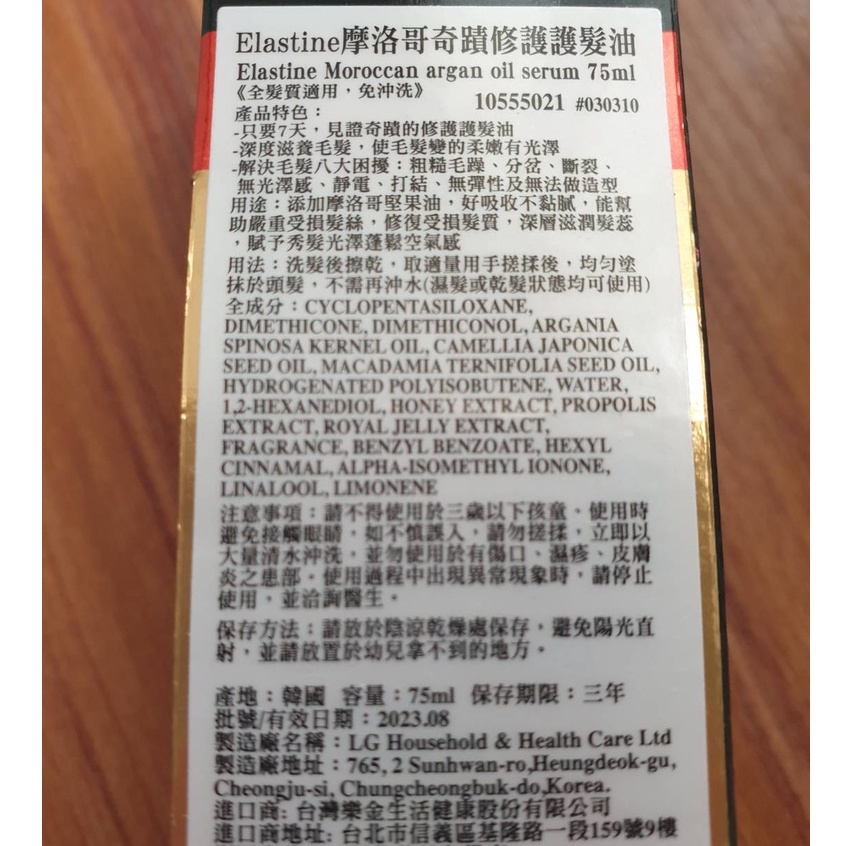 Elastine摩洛哥奇蹟修護護髮油
Elastine Moroccan argan oil serum 75ml
《全髮質適用，免沖洗》 10555021 #030310
產品特色：
-只要7天，見證奇蹟的修護護髮油
-深度滋養毛髮，使毛髮變的柔嫩有光澤
-解決毛髮八大困擾：粗糙毛躁、分岔、斷裂、
無光澤感、靜電、打結、無彈性及無法做造型
用途：添加摩洛哥堅果油，好吸收不黏膩，能幫
助嚴重受損髮絲，修復受損髮質，深層滋潤髮蕊
，賦予秀髮光澤蓬鬆空氣感
用法：洗髮後擦乾，取適量用手搓揉後，均勻塗
抹於頭髮，不需再沖水(濕髮或乾髮狀態均可使用)
全成分：CYCLOPENTASILOXANE,
DIMETHICONE, DIMETHICONOL, ARGANIA
SPINOSA KERNEL OIL, CAMELLIA JAPONICA
SEED OIL, MACADAMIA TERNIFOLIA SEED OIL,
HYDROGENATED POLYISOBUTENE, WATER,
1,2-HEXANEDIOL, HONEY EXTRACT, PROPOLIS
EXTRACT, ROYAL JELLY EXTRACT,
FRAGRANCE, BENZYL BENZOATE, HEXYL
CINNAMAL, ALPHA-ISOMETHYL IONONE,
LINALOOL, LIMONENE
注意事項：請不得使用於三歲以下孩童、使用時
避免接觸眼睛，如不慎誤入，請勿搓揉，立即以
大量清水沖洗，並勿使用於有傷口、濕疹、皮膚
炎之患部。使用過程中出現異常現象時，請停止
使用，並洽詢醫生。
保存方法：請放於陰涼乾燥處保存，避免陽光直
射，並請放置於幼兒拿不到的地方。
產地：韓國 容量：75ml 保存期限：三年
批號/有效日期：2023.08
製造廠名稱：LG Household & Health Care Ltd
製造廠地址：765, 2 Sunhwan-ro,Heungdeok-gu,
Cheongju-si, Chungcheongbuk-do,Korea.
進口商: 台灣樂金生活健康股份有限公司
進口商地址: 台北市信義區基隆路一段159號9樓